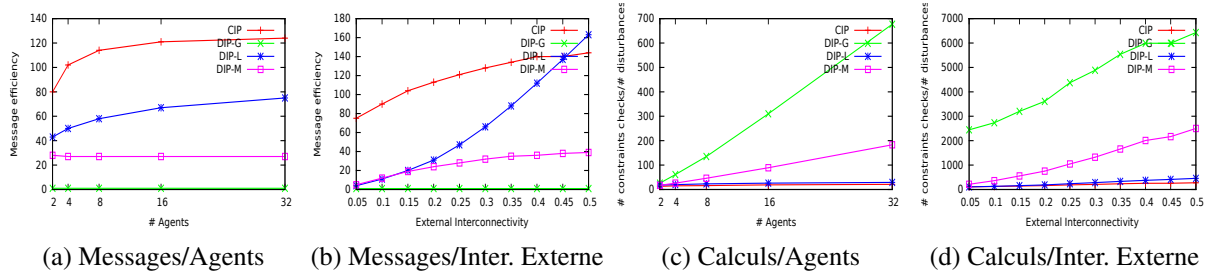 Message efficiency
140
120
100
80
60
40
20
0
2 4 8 16 32
# Agents
CIP
DIP-G
DIP-L
DIP-M
(a) Messages/Agents
Message efficiency
180
160
140
120
100
80
60
40
20
0
0.05 0.1 0.15 0.2 0.25 0.3 0.35 0.4 0.45 0.5
External Interconnectivity
CIP
DIP-G
DIP-L
DIP-M
(b) Messages/Inter. Externe
# constraints checks/# disturbances
700
600
500
400
300
200
100
0
2 4 8 16 32
# Agents
CIP
DIP-G
DIP-L
DIP-M
(c) Calculs/Agents
# constraints checks/# disturbances
7000
6000
5000
4000
3000
2000
1000
0
0.05 0.1 0.15 0.2 0.25 0.3 0.35 0.4 0.45 0.5
External Interconnectivity
CIP
DIP-G
DIP-L
DIP-M
(d) Calculs/Inter. Externe